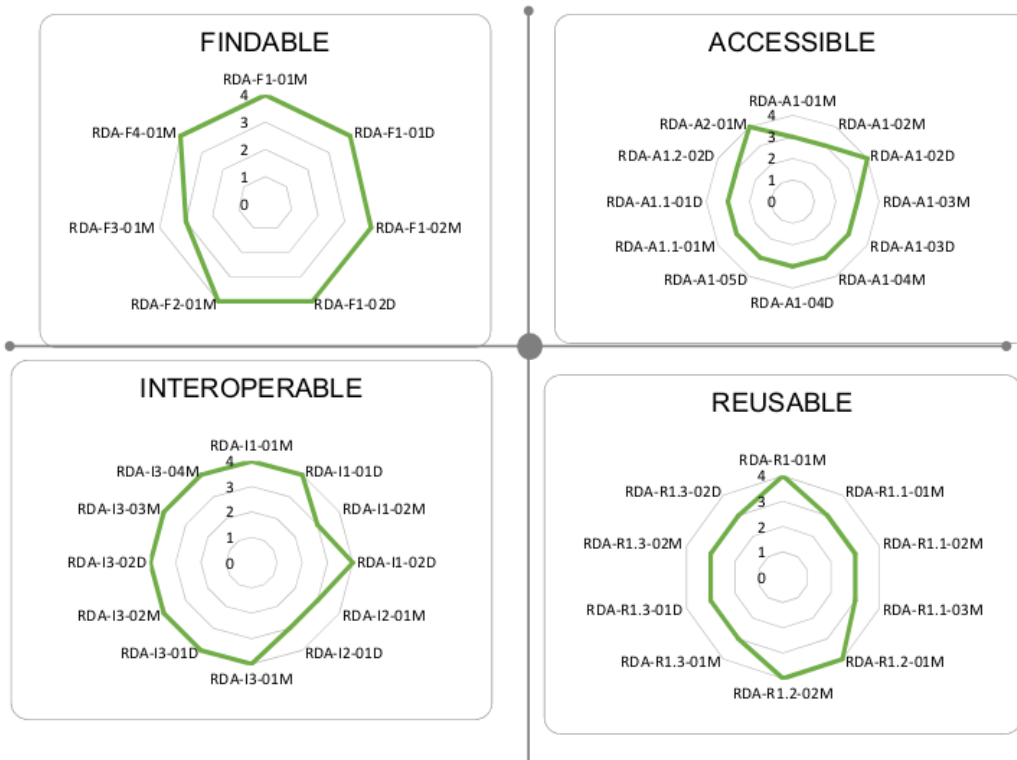 FINDABLE
RDA-F1-01M
4
3
2
1
0
RDA-F1-01D
RDA-F1-02M
RDA-F1-02D
RDA-F2-01M
RDA-F3-01M
RDA-F4-01M
ACCESSIBLE
RDA-A1-01M
4
3
2
1
0
RDA-A1-02M
RDA-A1-02D
RDA-A1-03M
RDA-A1-03D
RDA-A1-04M
RDA-A1-04D
RDA-A1-05D
RDA-A1.1-01M
RDA-A1.1-01D
RDA-A1.2-02D
RDA-A2-01M
INTEROPERABLE
RDA-I1-01M
4
3
2
1
0
RDA-I1-01D
RDA-I1-02M
RDA-I1-02D
RDA-I2-01M
RDA-I2-01D
RDA-I3-01M
RDA-I3-01D
RDA-I3-02M
RDA-I3-02D
RDA-I3-03M
RDA-I3-04M
REUSABLE
RDA-R1-01M
4
3
2
1
0
RDA-R1.1-01M
RDA-R1.1-02M
RDA-R1.1-03M
RDA-R1.2-01M
RDA-R1.2-02M
RDA-R1.3-01M
RDA-R1.3-01D
RDA-R1.3-02M
RDA-R1.3-02D